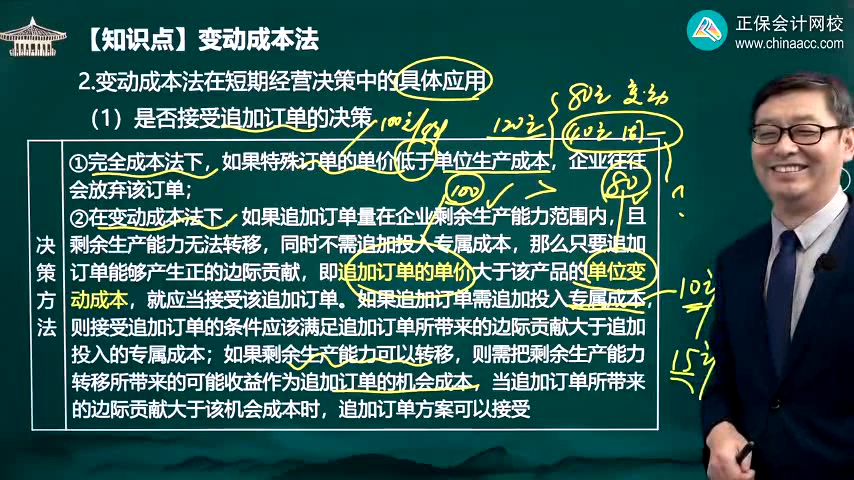 正保会计网校
www.chinaacc.com
【知识点】变动成本法
2.变动成本法在短期经营决策中的具体应用
80元 变动
（1）是否接受追加订单的决策
100元/件
120元
40元 固
①完全成本法下，如果特殊订单的单价低于单位生产成本，企业往往
会放弃该订单；
100 > 80
②在变动成本法下，如果追加订单量在企业剩余生产能力范围内，且
剩余生产能力无法转移，同时不需追加投入专属成本，那么只要追加
订单能够产生正的边际贡献，即追加订单的单价大于该产品的单位变
动成本，就应当接受该追加订单。如果追加订单需追加投入专属成本，
10元
则接受追加订单的条件应该满足追加订单所带来的边际贡献大于追加
投入的专属成本；如果剩余生产能力可以转移，则需把剩余生产能力
15元
转移所带来的可能收益作为追加订单的机会成本，当追加订单所带来
的边际贡献大于该机会成本时，追加订单方案可以接受
决策方法